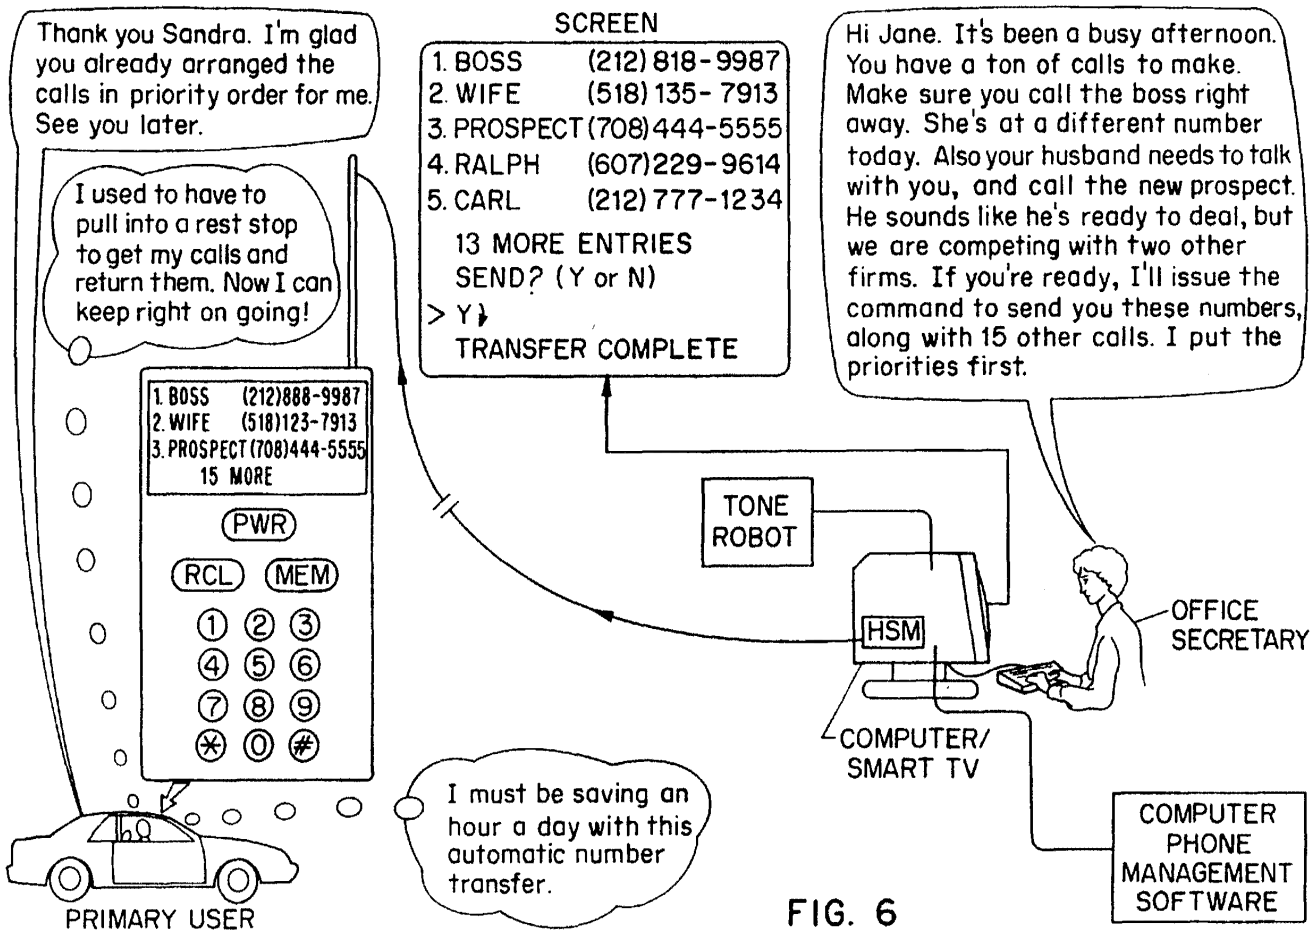 Thank you Sandra. I'm glad
you already arranged the
calls in priority order for me.
See you later.
I used to have to
pull into a rest stop
to get my calls and
return them. Now I can
keep right on going!
1. BOSS (212)888-9987
2. WIFE (518)123-7913
3. PROSPECT(708)444-5555
15 MORE
PWR
RCL MEM
1 2 3
4 5 6
7 8 9
* 0 #
PRIMARY USER
SCREEN
1. BOSS (212) 818-9987
2. WIFE (518) 135-7913
3. PROSPECT(708)444-5555
4. RALPH (607)229-9614
5. CARL (212) 777-1234
13 MORE ENTRIES
SEND? (Y or N)
> Y
TRANSFER COMPLETE
Hi Jane. It's been a busy afternoon.
You have a ton of calls to make.
Make sure you call the boss right
away. She's at a different number
today. Also your husband needs to talk
with you, and call the new prospect.
He sounds like he's ready to deal, but
we are competing with two other
firms. If you're ready, I'll issue the
command to send you these numbers,
along with 15 other calls. I put the
priorities first.
TONE
ROBOT
HSM
OFFICE
SECRETARY
COMPUTER/
SMART TV
I must be saving an
hour a day with this
automatic number
transfer.
COMPUTER
PHONE
MANAGEMENT
SOFTWARE
FIG. 6